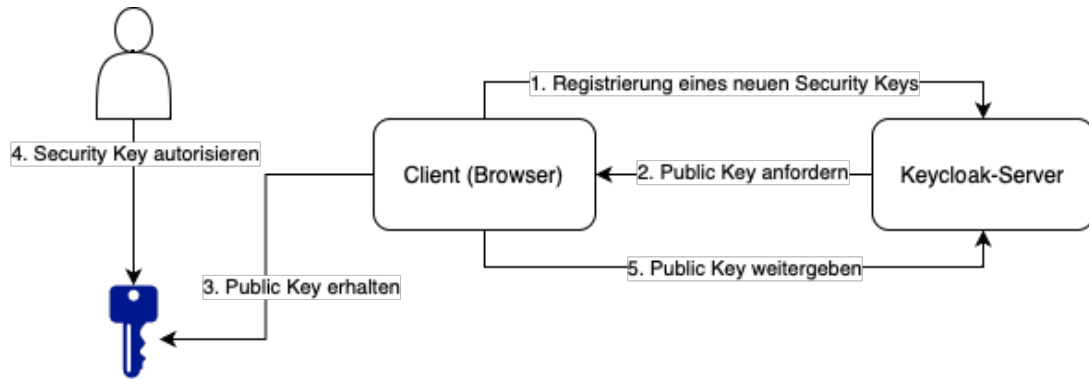 1. Registrierung eines neuen Security Keys
4. Security Key autorisieren
Client (Browser)
2. Public Key anfordern
Keycloak-Server
5. Public Key weitergeben
3. Public Key erhalten